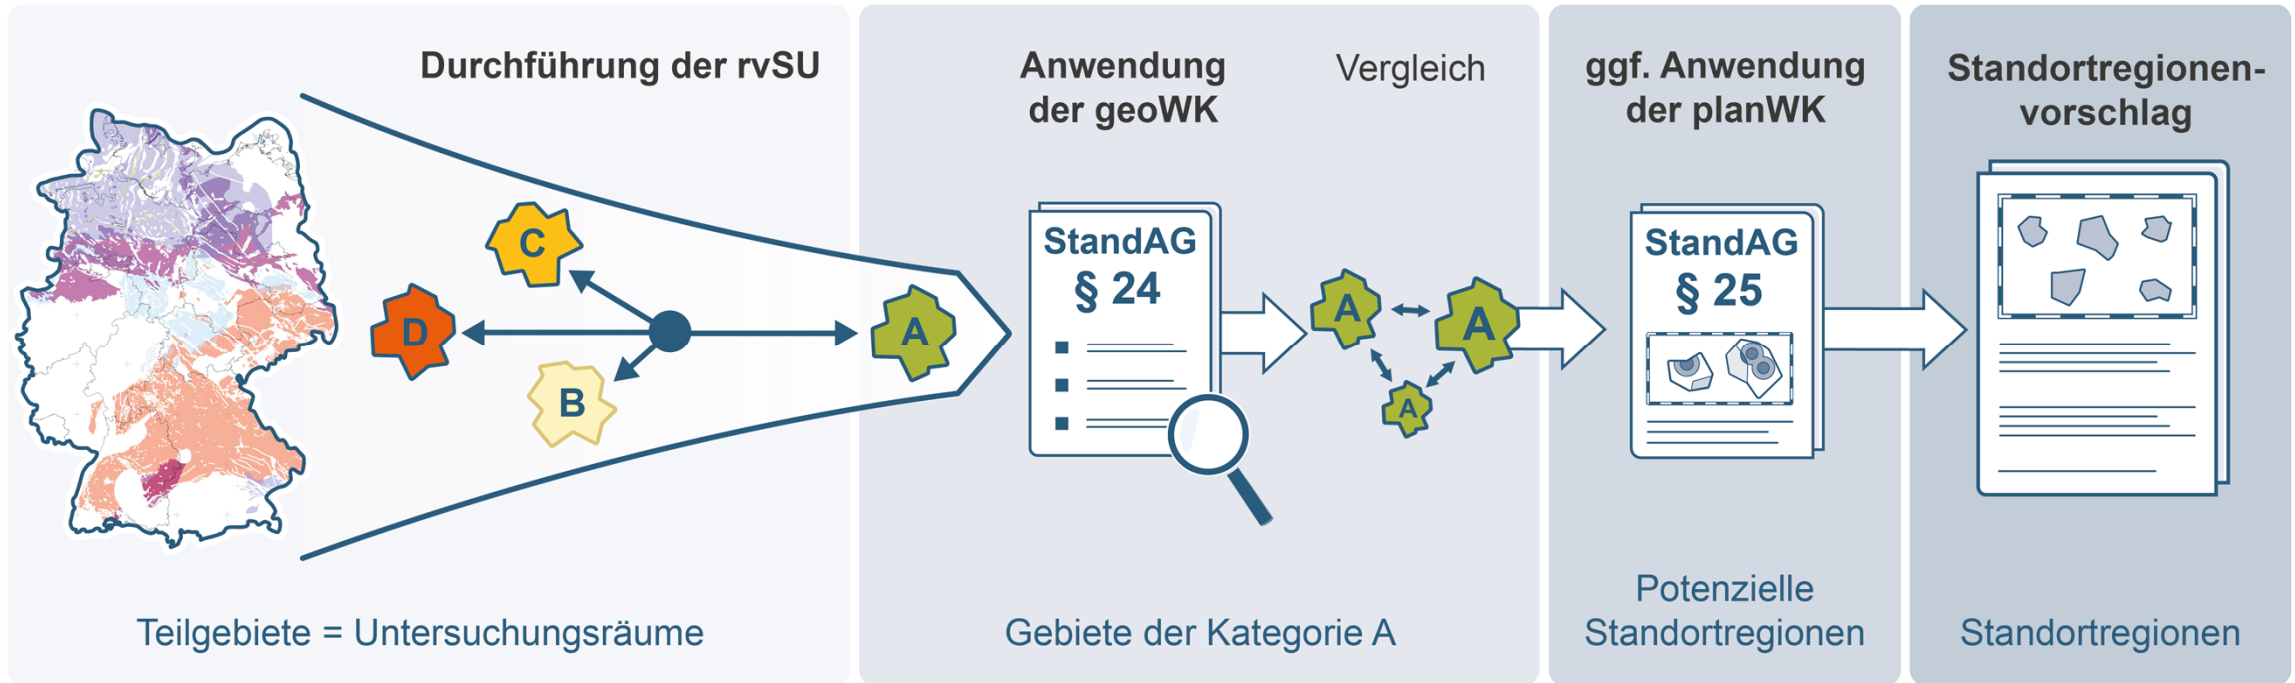 Durchführung der rvSU
D
C
B
A
Teilgebiete = Untersuchungsräume
Anwendung
der geoWK
Vergleich
StandAG
§ 24
A
A
A
Gebiete der Kategorie A
ggf. Anwendung
der planWK
StandAG
§ 25
Potenzielle
Standortregionen
Standortregionen-
vorschlag
Standortregionen